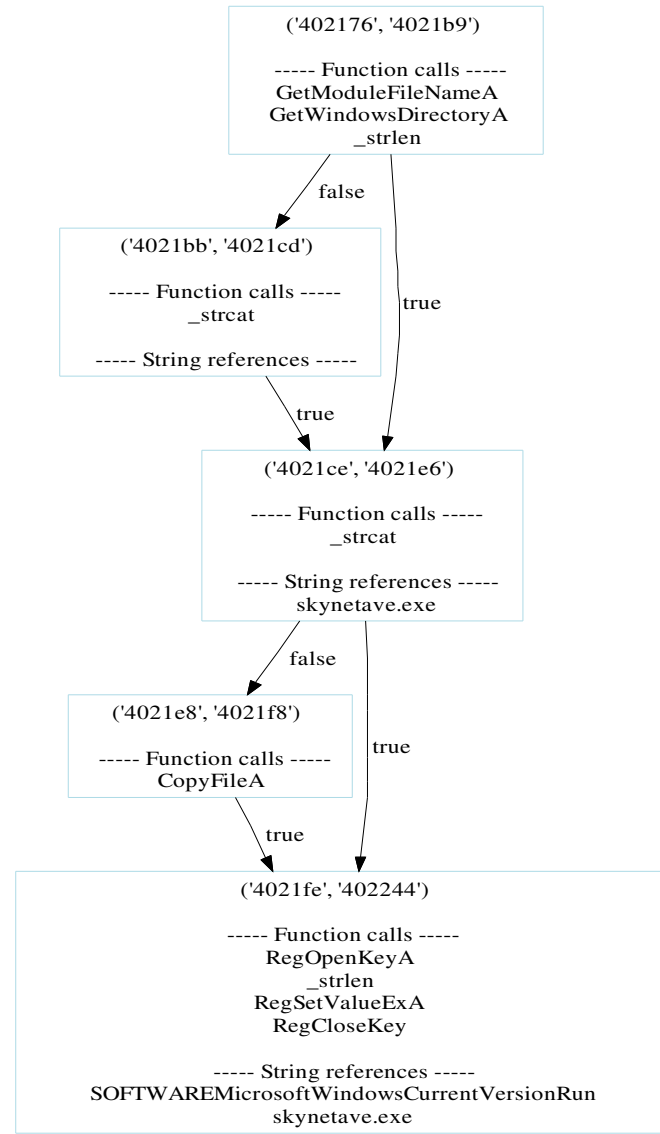 ('402176', '4021b9')
----- Function calls -----
GetModuleFileNameA
GetWindowsDirectoryA
_strlen
false
('4021bb', '4021cd')
----- Function calls -----
_strcat
----- String references -----
true
true
('4021ce', '4021e6')
----- Function calls -----
_strcat
----- String references -----
skynetave.exe
false
('4021e8', '4021f8')
----- Function calls -----
CopyFileA
true
true
('4021fe', '402244')
----- Function calls -----
RegOpenKeyA
_strlen
RegSetValueExA
RegCloseKey
----- String references -----
SOFTWAREMicrosoftWindowsCurrentVersionRun
skynetave.exe